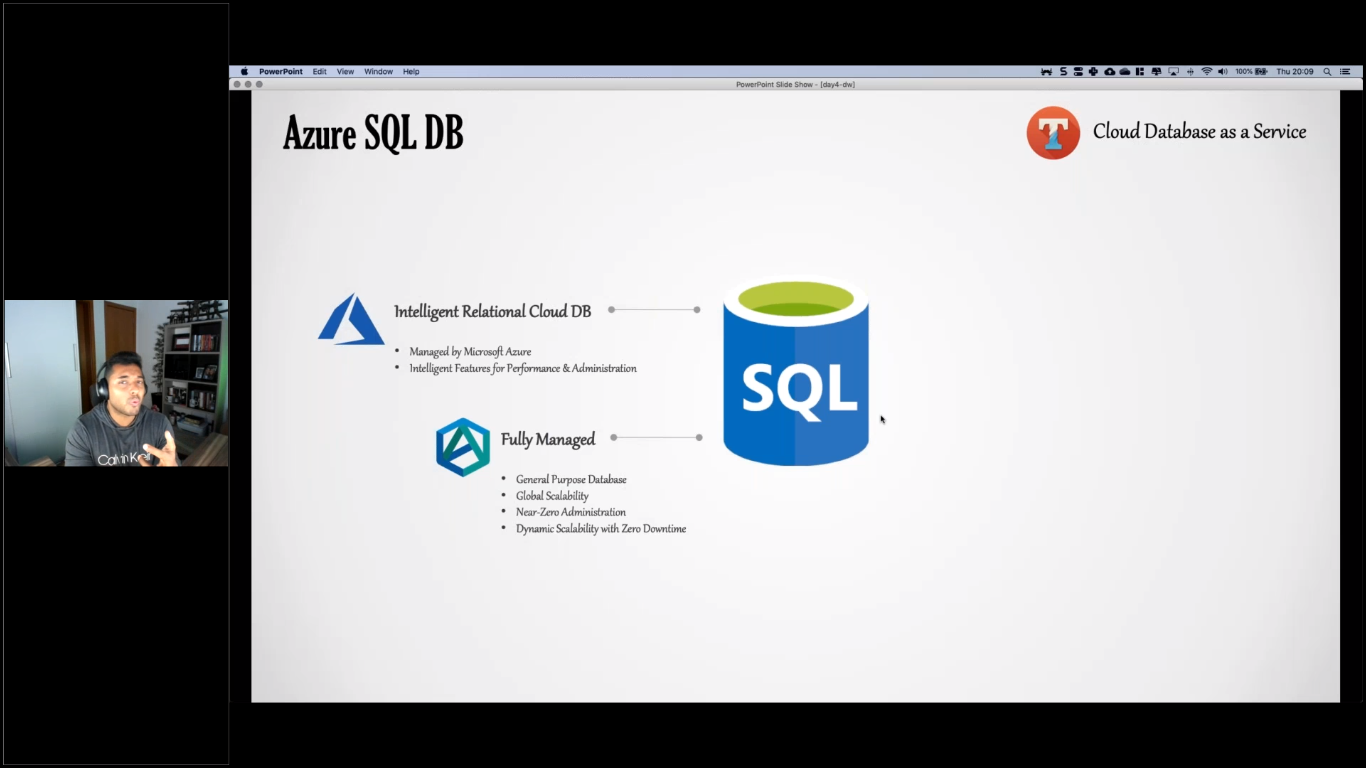 PowerPoint Edit View Window Help
100% Thu 20:09
PowerPoint Slide Show - [day4-dw]
Azure SQL DB
T
Cloud Database as a Service
Intelligent Relational Cloud DB
• Managed by Microsoft Azure
• Intelligent Features for Performance & Administration
SQL
Fully Managed
• General Purpose Database
• Global Scalability
• Near-Zero Administration
• Dynamic Scalability with Zero Downtime
Calvin Klein